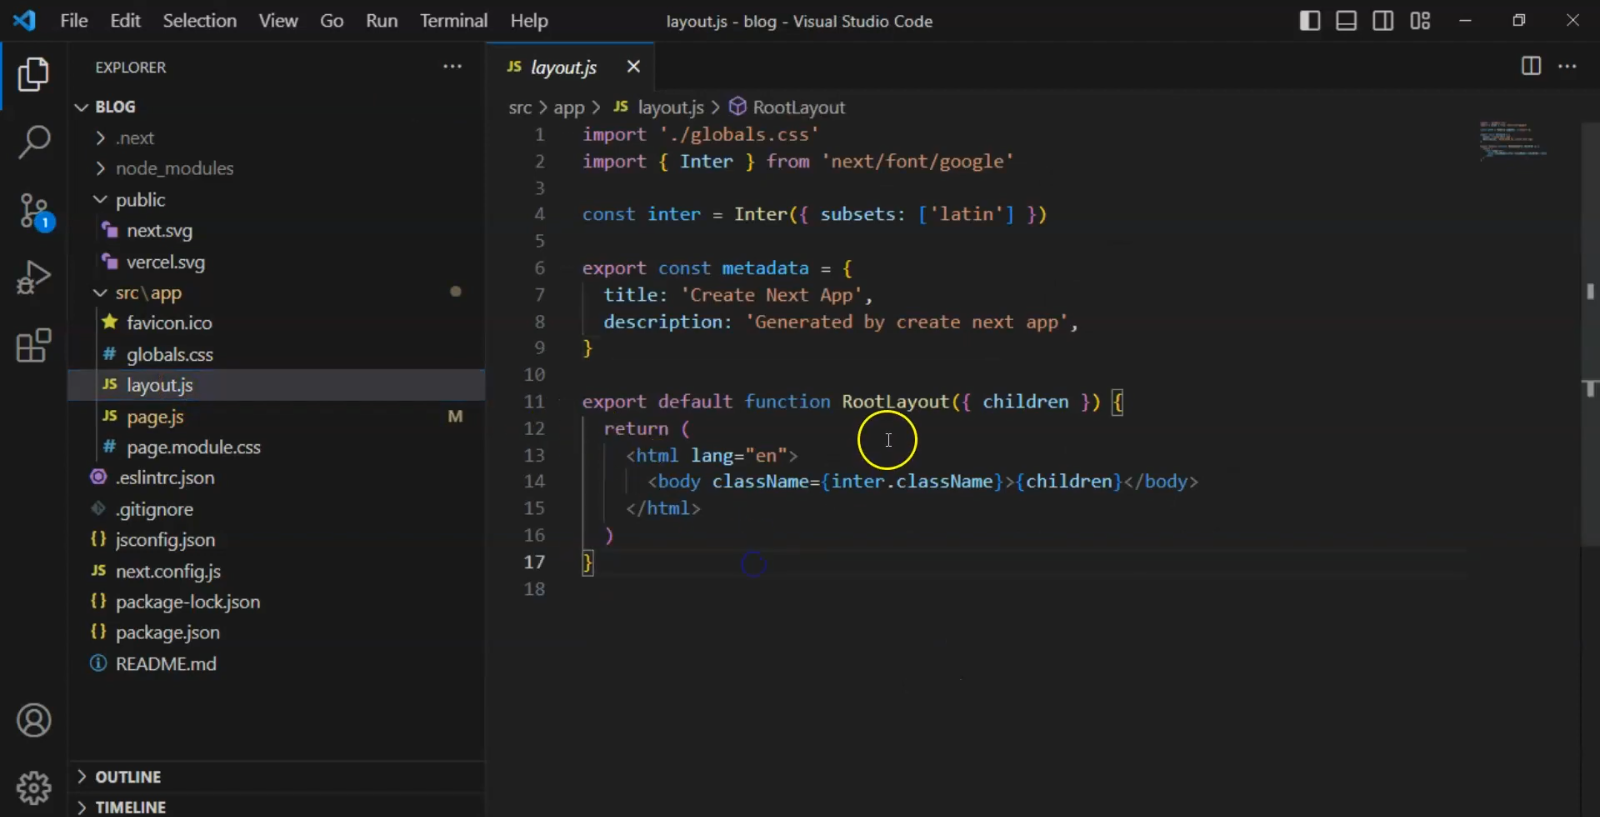 File Edit Selection View Go Run Terminal Help layout.js - blog - Visual Studio Code
EXPLORER
BLOG
.next
node_modules
public
next.svg
vercel.svg
src\app
favicon.ico
# globals.css
JS layout.js
JS page.js M
# page.module.css
.eslintrc.json
.gitignore
{} jsconfig.json
JS next.config.js
{} package-lock.json
{} package.json
README.md
OUTLINE
TIMELINE
1
JS layout.js
src > app > JS layout.js > RootLayout
1 import './globals.css'
2 import { Inter } from 'next/font/google'
3
4 const inter = Inter({ subsets: ['latin'] })
5
6 export const metadata = {
7 title: 'Create Next App',
8 description: 'Generated by create next app',
9 }
10
11 export default function RootLayout({ children }) {
12 return (
13 <html lang="en">
14 <body className={inter.className}>{children}</body>
15 </html>
16 )
17 }
18